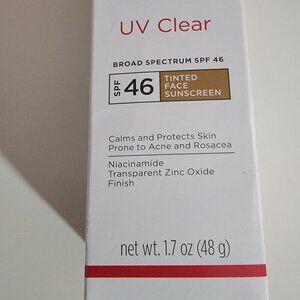 UV Clear
BROAD SPECTRUM SPF 46
SPF 46 TINTED
FACE
SUNSCREEN
Calms and Protects Skin
Prone to Acne and Rosacea
Niacinamide
Transparent Zinc Oxide
Finish
net wt. 1.7 oz (48 g)